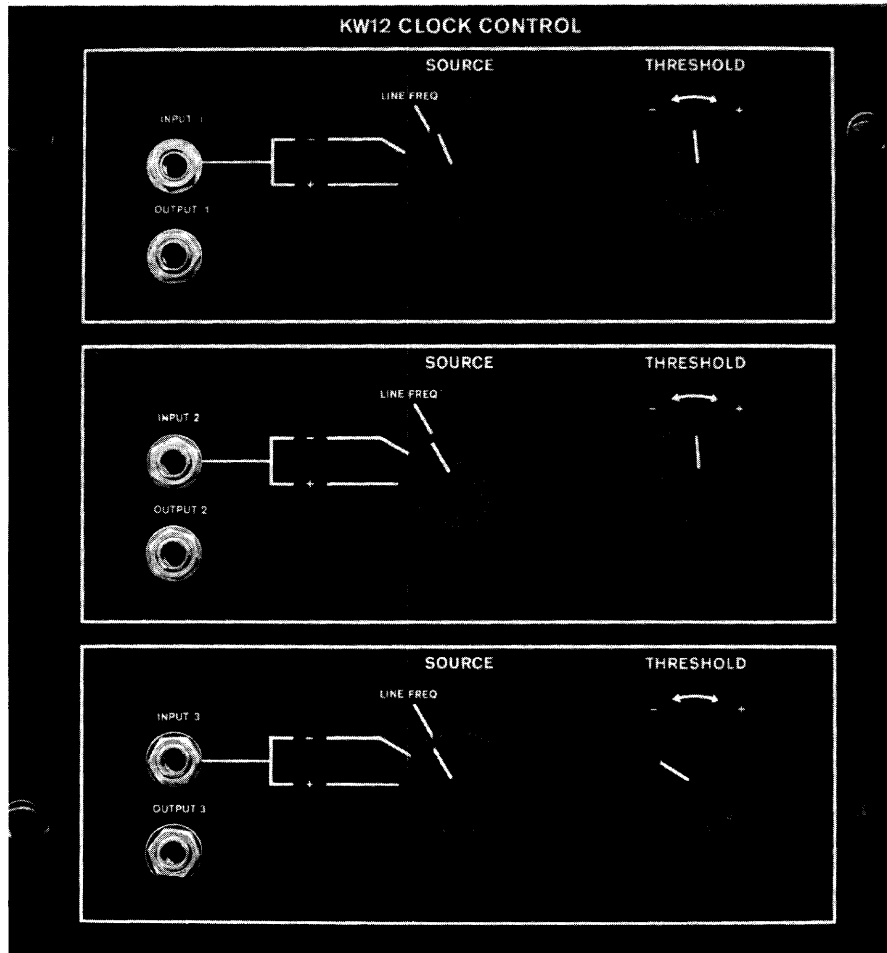 KW12 CLOCK CONTROL
SOURCE THRESHOLD
LINE FREQ
- +
INPUT 1
-
+
OUTPUT 1
SOURCE THRESHOLD
LINE FREQ
- +
INPUT 2
-
+
OUTPUT 2
SOURCE THRESHOLD
LINE FREQ
- +
INPUT 3
-
+
OUTPUT 3